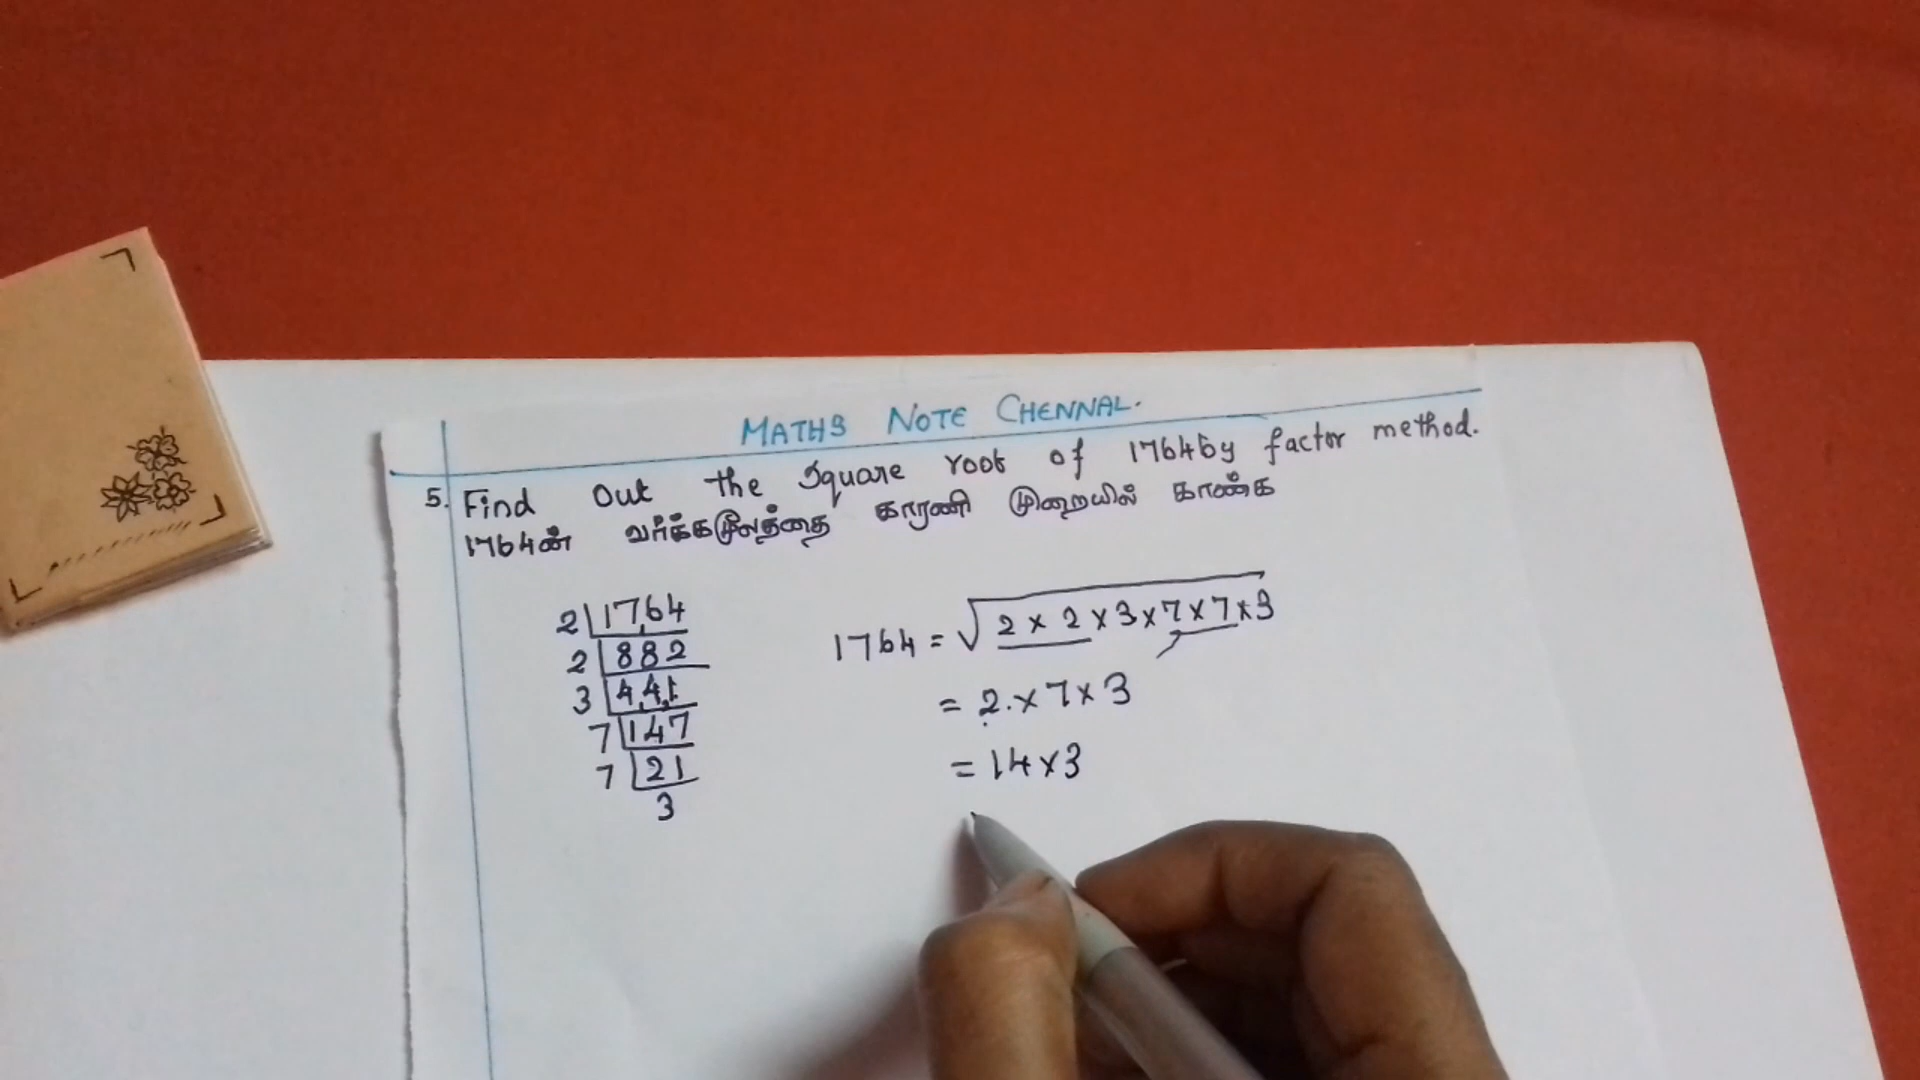 MATHS NOTE CHENNAL.
5. Find out the square root of 1764 by factor method.
1764ன் வர்க்கமூலத்தை காரணி முறையில் காண்க
2 1764
2 882
3 441
7 147
7 21
3
1764 = √2 × 2 × 3 × 7 × 7 × 3
= 2 × 7 × 3
= 14 × 3